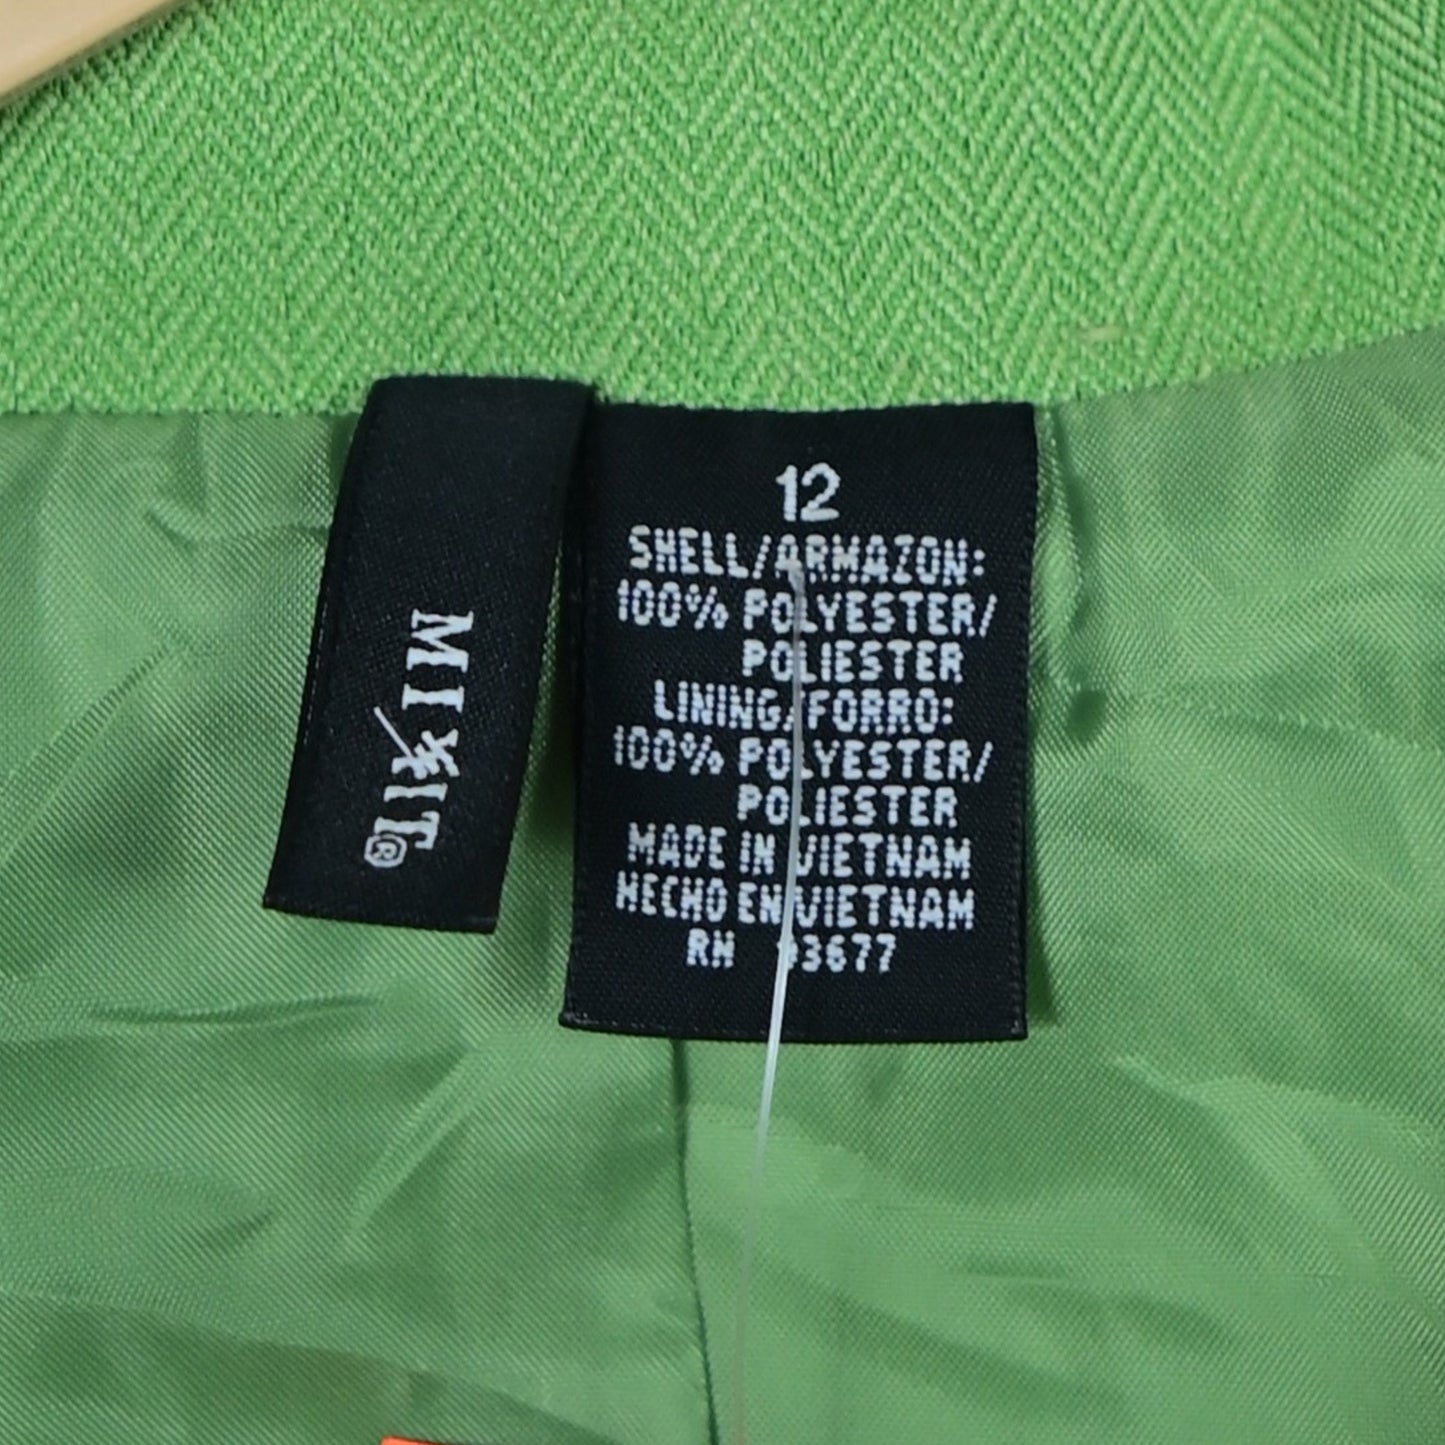 MIXIT®
12
SHELL/ARMAZON:
100% POLYESTER/
POLIESTER
LINING/FORRO:
100% POLYESTER/
POLIESTER
MADE IN VIETNAM
HECHO EN VIETNAM
RN